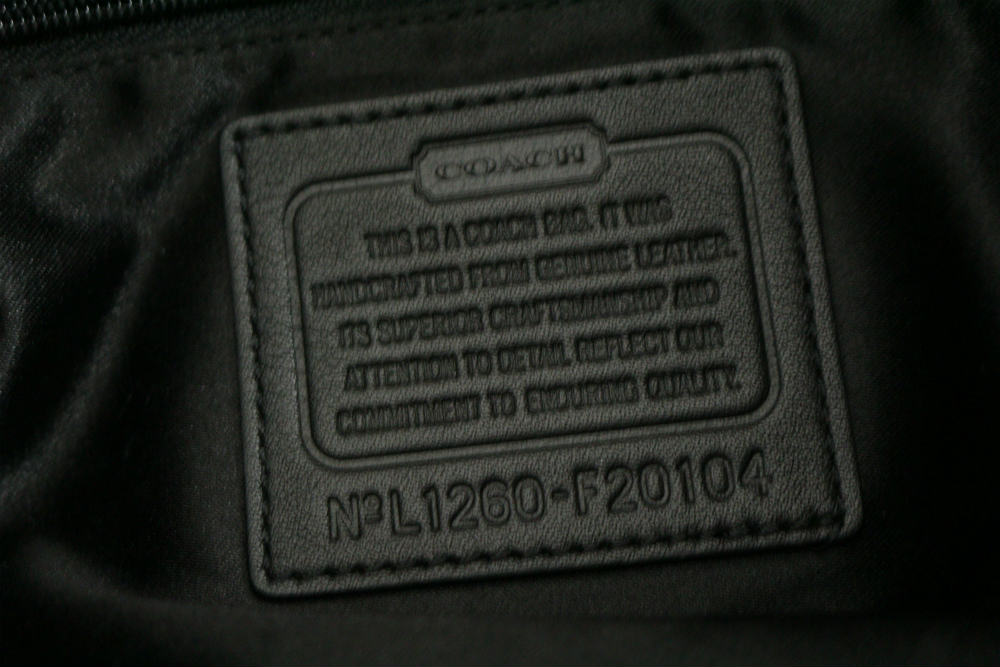 COACH
THIS IS A COACH BAG. IT WAS
HANDCRAFTED FROM GENUINE LEATHER.
ITS SUPERIOR CRAFTSMANSHIP AND
ATTENTION TO DETAIL REFLECT OUR
COMMITMENT TO ENDURING QUALITY.
Nº L1260-F20104